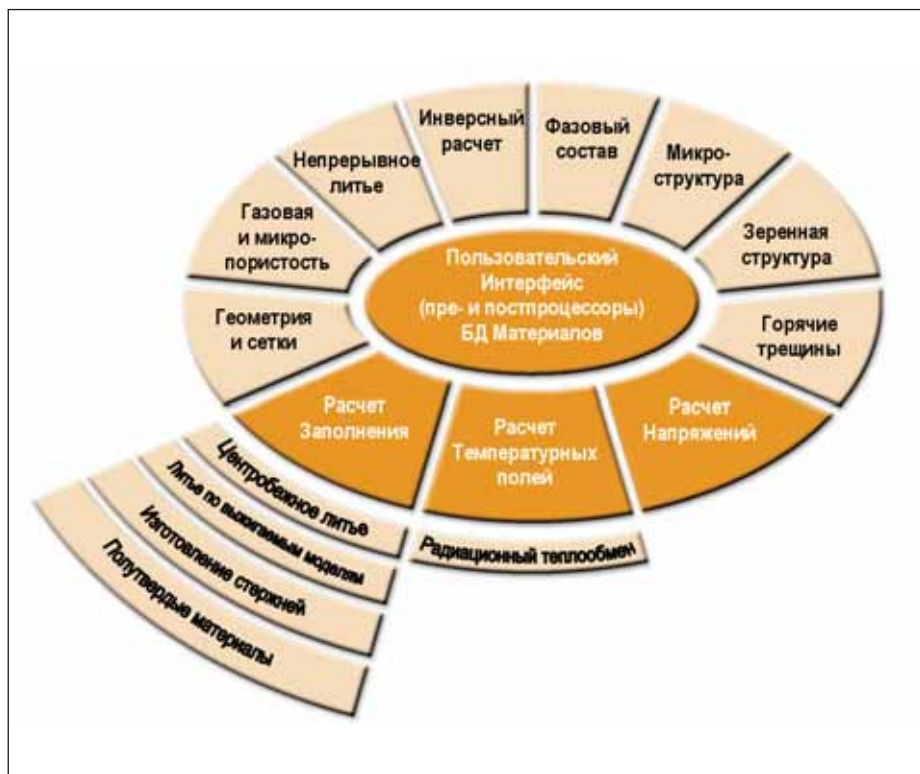 Инверсный
расчет
Фазовый
состав
Непрерывное
литье
Микро-
структура
Газовая
и микро-
пористость
Зеренная
структура
Пользовательский
Интерфейс
(пре- и постпроцессоры)
БД Материалов
Геометрия
и сетки
Горячие
трещины
Расчет
Заполнения
Расчет
Температурных
полей
Расчет
Напряжений
Центробежное литье
Литье по выжигаемым моделям
Изготовление стержней
Полутвердые материалы
Радиационный теплообмен